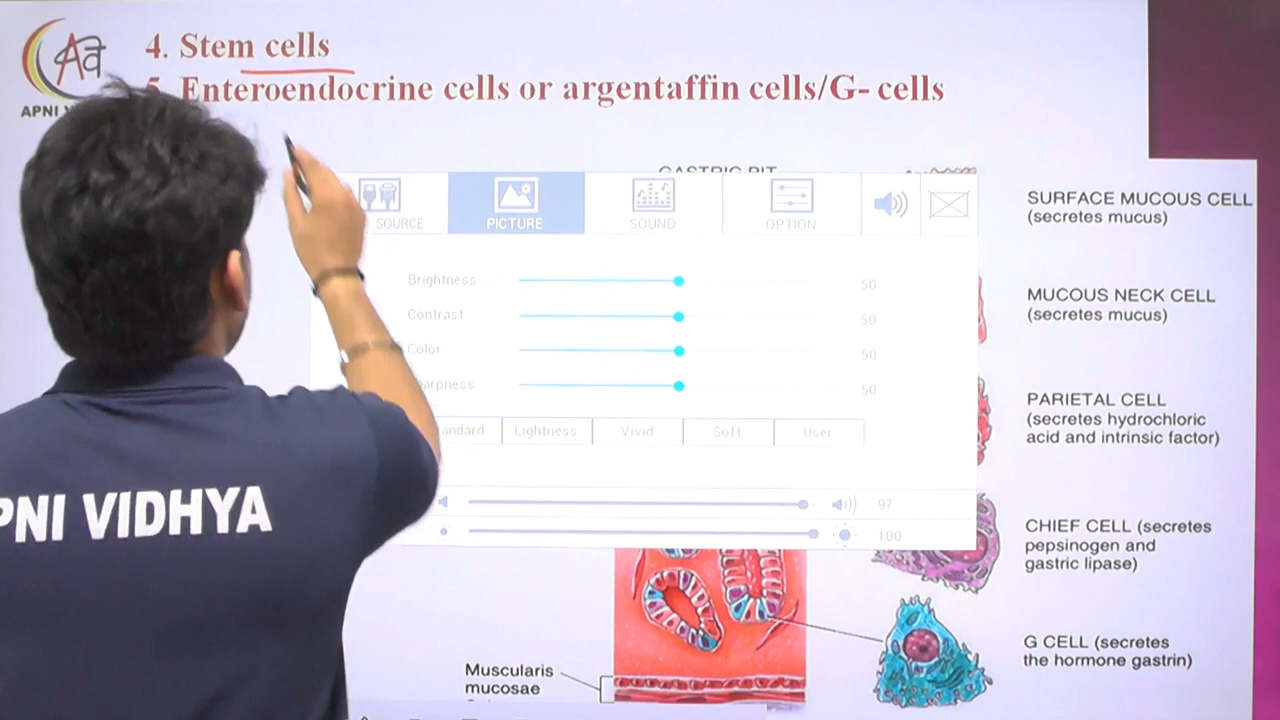 4. Stem cells
5. Enteroendocrine cells or argentaffin cells/G- cells
APNI
GASTRIC PIT
SOURCE
PICTURE
SOUND
OPTION
SURFACE MUCOUS CELL
(secretes mucus)
Brightness 50
Contrast 50
Color 50
50
MUCOUS NECK CELL
(secretes mucus)
PARIETAL CELL
(secretes hydrochloric
acid and intrinsic factor)
Lightness
Vivid
Soft
User
97
100
CHIEF CELL (secretes
pepsinogen and
gastric lipase)
G CELL (secretes
the hormone gastrin)
Muscularis
mucosae
VIDHYA